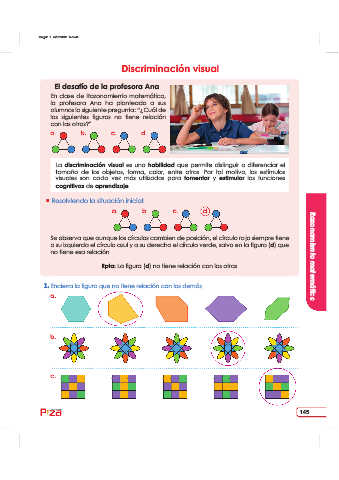 Discriminación visual
El desafío de la profesora Ana
En clase de Razonamiento matemático,
la profesora Ana ha planteado a sus
alumnos la siguiente pregunta: "¿Cuál de
las siguientes figuras no tiene relación
con las otras?"
a. b. c. d.
La discriminación visual es una habilidad que permite distinguir o diferenciar el
tamaño de los objetos, forma, color, entre otros. Por tal motivo, los estímulos
visuales son cada vez más utilizados para fomentar y estimular las funciones
cognitivas de aprendizaje.
Resolviendo la situación inicial
a. b. c. d.
Se observa que aunque los círculos cambien de posición, el círculo rojo siempre tiene
a su izquierda el círculo azul y a su derecha el círculo verde, salvo en la figura (d) que
no tiene esa relación.
Rpta: La figura (d) no tiene relación con las otras.
1. Encierra la figura que no tiene relación con las demás.
a.
b.
c.
Razonamiento matemático
145